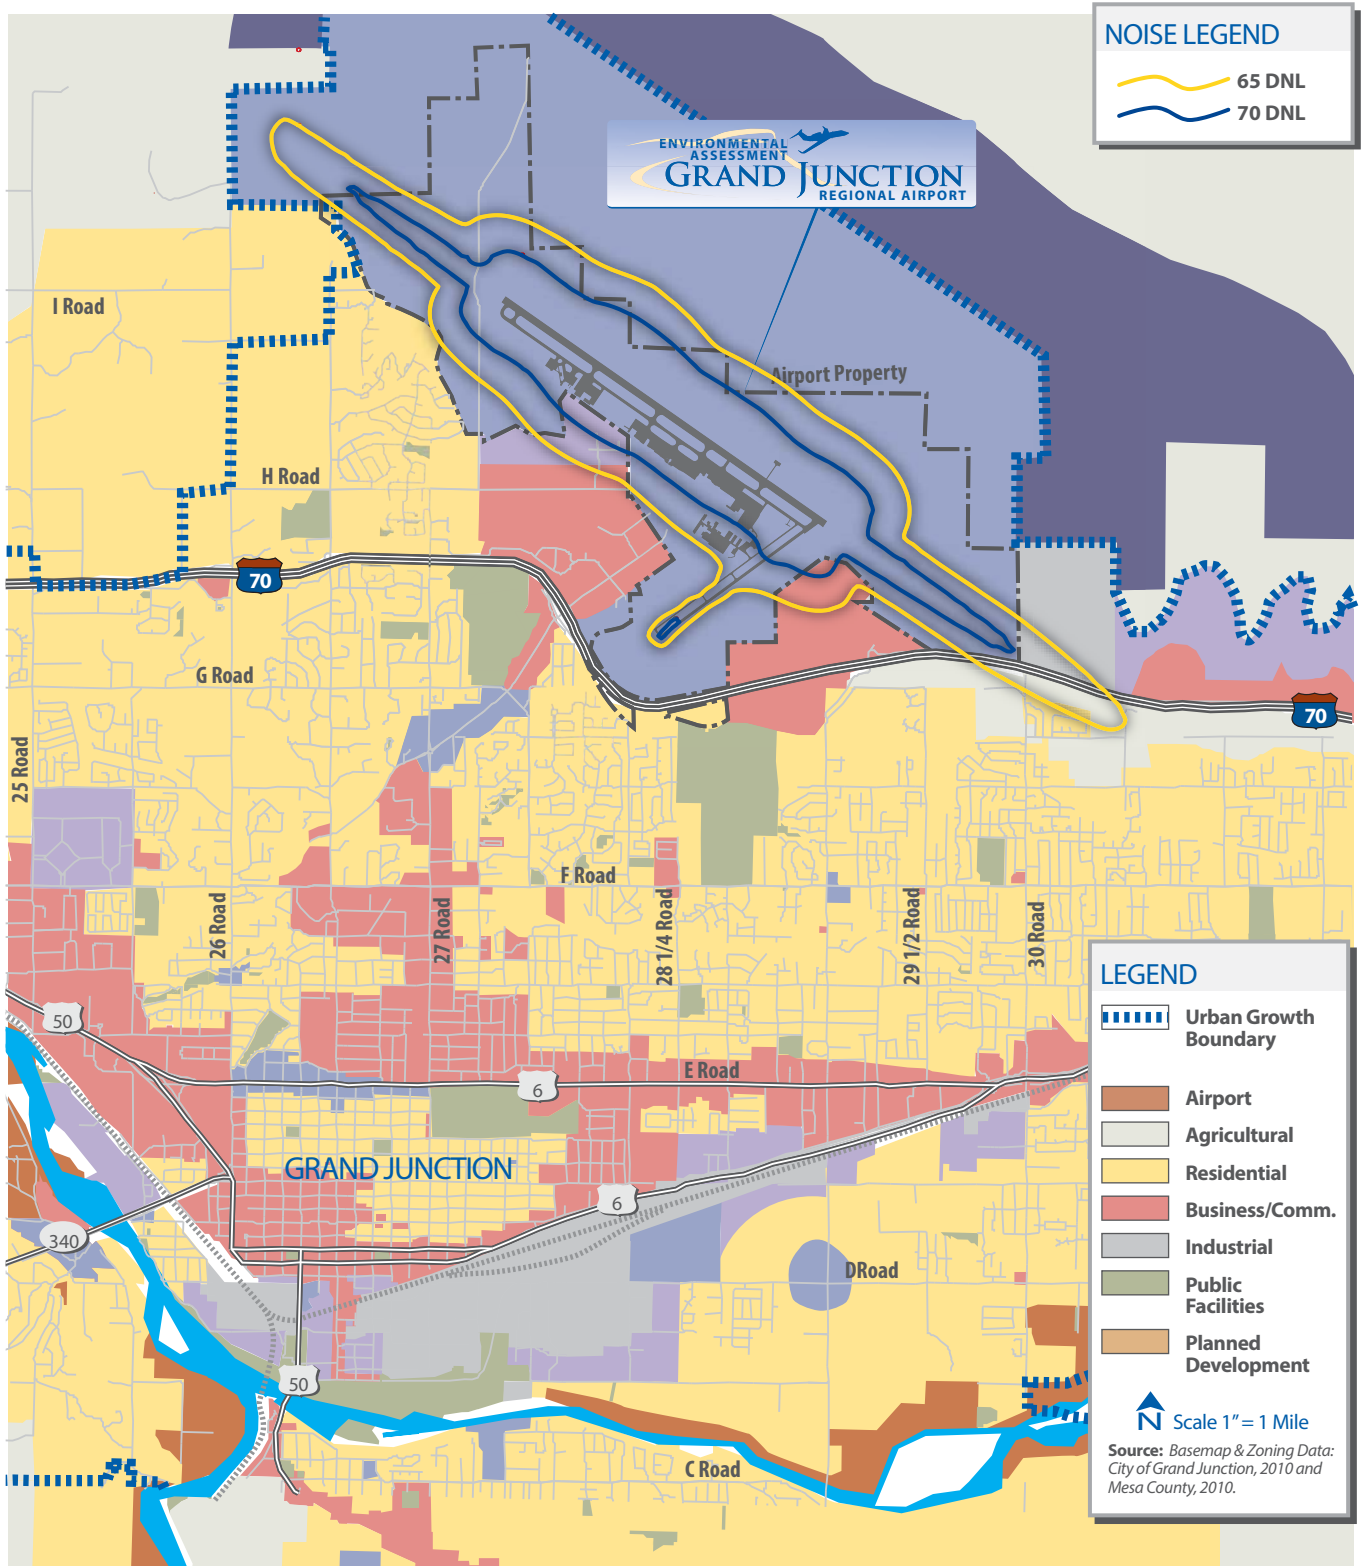 NOISE LEGEND
65 DNL
70 DNL
ENVIRONMENTAL
ASSESSMENT
GRAND JUNCTION
REGIONAL AIRPORT
I Road
Airport Property
H Road
70
G Road
70
25 Road
F Road
26 Road
27 Road
28 1/4 Road
29 1/2 Road
30 Road
50
E Road
6
GRAND JUNCTION
6
340
DRoad
50
C Road
LEGEND
Urban Growth
Boundary
Airport
Agricultural
Residential
Business/Comm.
Industrial
Public
Facilities
Planned
Development
N
Scale 1" = 1 Mile
Source: Basemap & Zoning Data:
City of Grand Junction, 2010 and
Mesa County, 2010.